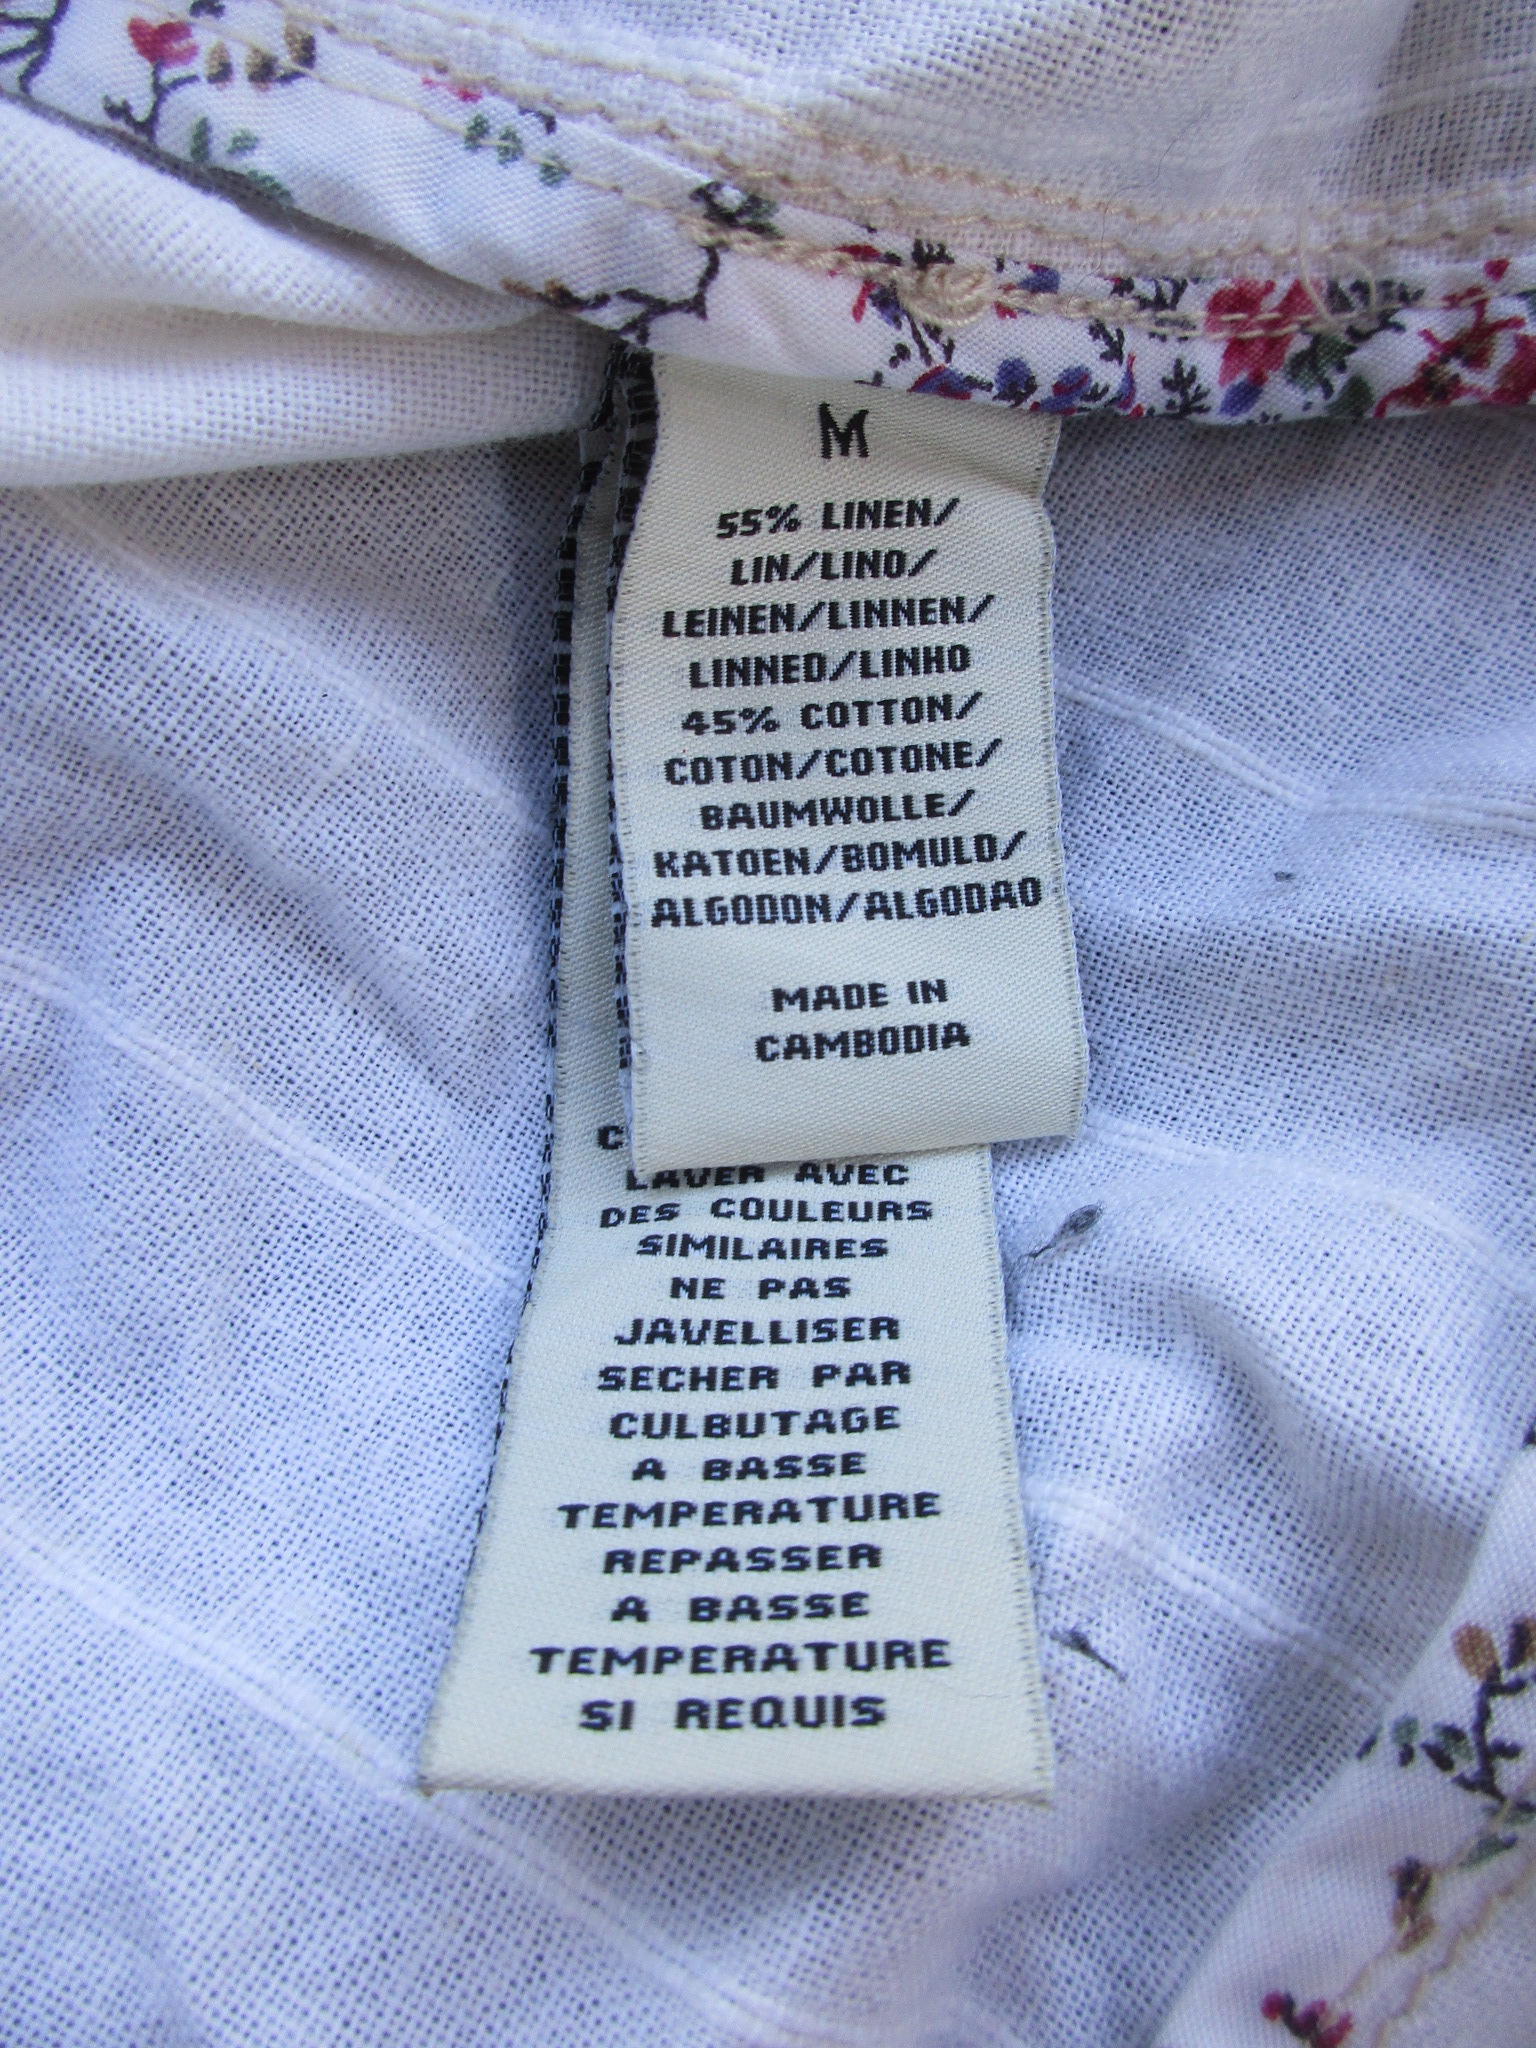 M
55% LINEN/
LIN/LINO/
LEINEN/LINNEN/
LINNED/LINHO
45% COTTON/
COTON/COTONE/
BAUMWOLLE/
KATOEN/BOMULD/
ALGODON/ALGODAO
MADE IN
CAMBODIA
LAVER AVEC
DES COULEURS
SIMILAIRES
NE PAS
JAVELLISER
SECHER PAR
CULBUTAGE
A BASSE
TEMPERATURE
REPASSER
A BASSE
TEMPERATURE
SI REQUIS